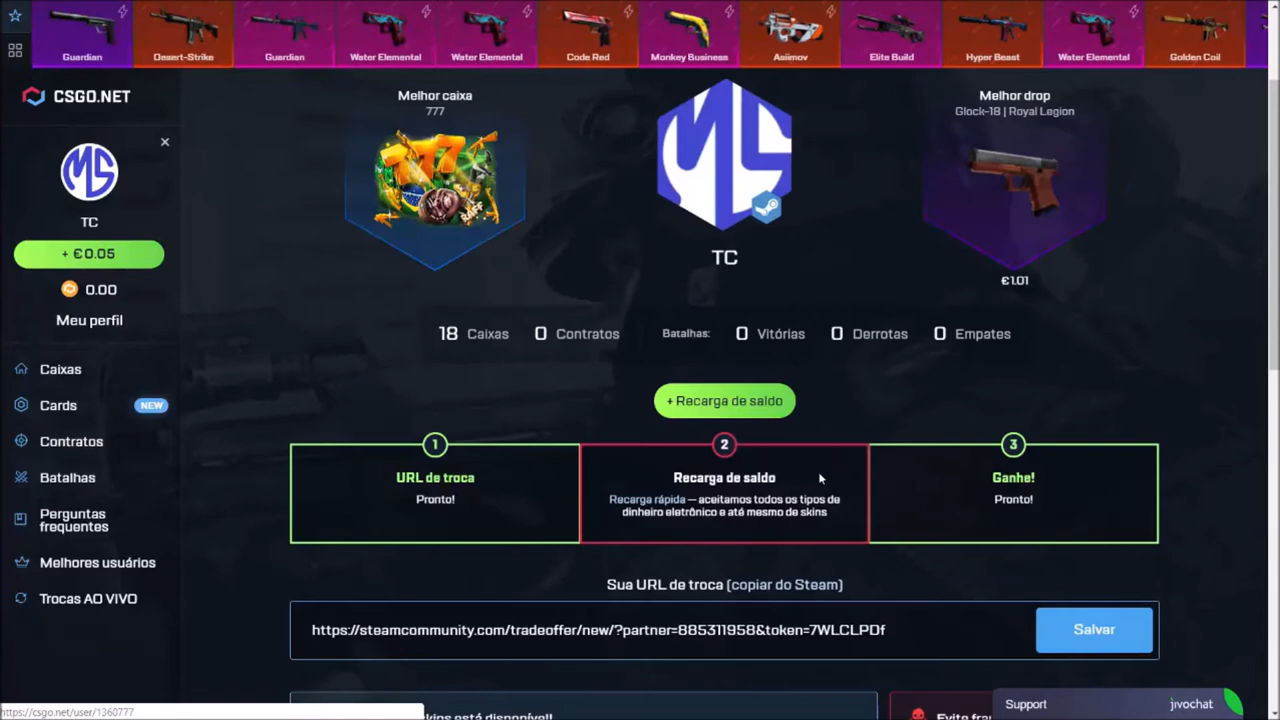 Guardian
Desert-Strike
Guardian
Water Elemental
Water Elemental
Code Red
Monkey Business
Asiimov
Elite Build
Hyper Beast
Water Elemental
Golden Coil
CSGO.NET
MS
TC
+ €0.05
0.00
Meu perfil
Caixas
Cards
NEW
Contratos
Batalhas
Perguntas
frequentes
Melhores usuários
Trocas AO VIVO
Melhor caixa
777
777
MS
TC
Melhor drop
Glock-18 | Royal Legion
€1.01
18 Caixas
0 Contratos
Batalhas:
0 Vitórias
0 Derrotas
0 Empates
+ Recarga de saldo
1
URL de troca
Pronto!
2
Recarga de saldo
Recarga rápida — aceitamos todos os tipos de
dinheiro eletrônico e até mesmo de skins
3
Ganhe!
Pronto!
Sua URL de troca (copiar do Steam)
https://steamcommunity.com/tradeoffer/new/?partner=885311958&token=7WLCLPDf
Salvar
kins está disponível!
Support
jivochat
https://csgo.net/user/1360777